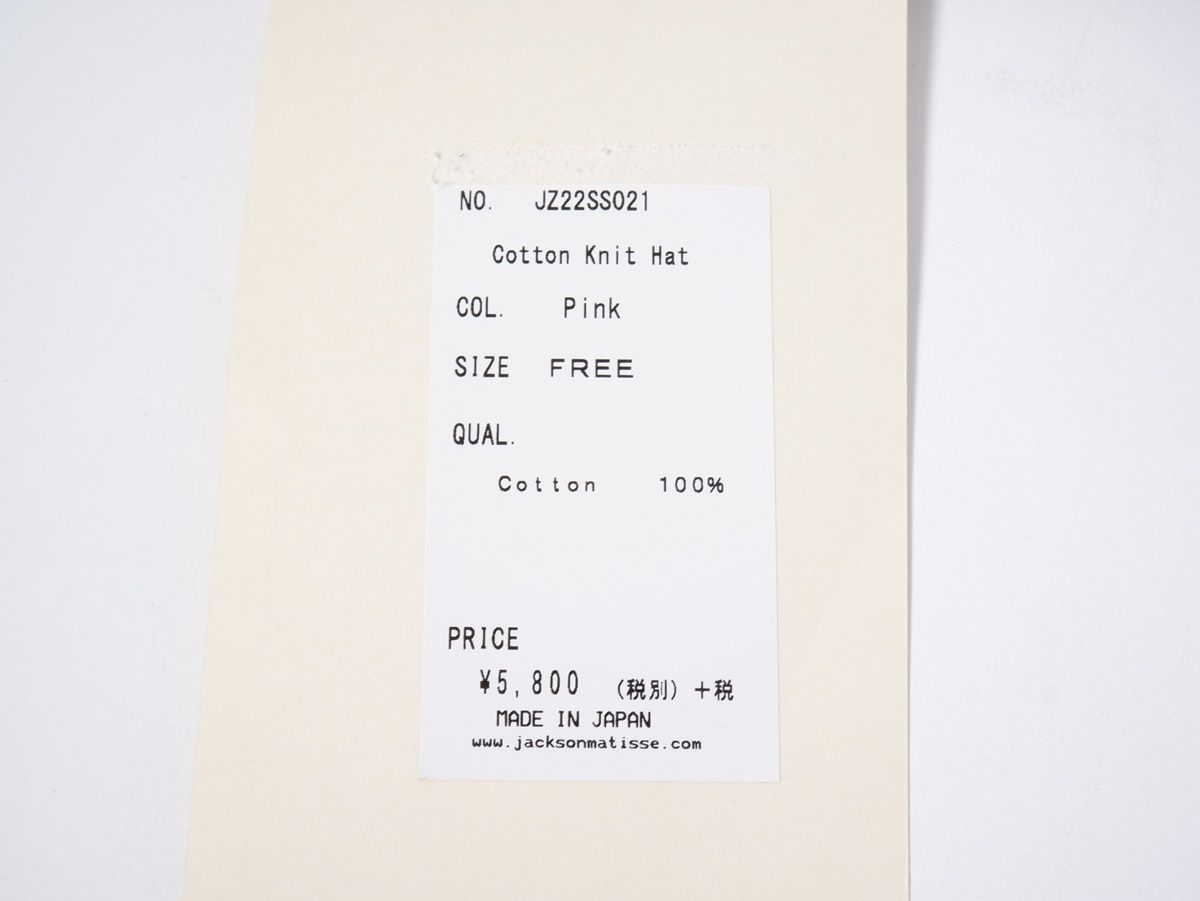 NO. JZ22SS021
Cotton Knit Hat
COL. Pink
SIZE FREE
QUAL.
Cotton 100%
PRICE
¥5,800 (税別)+税
MADE IN JAPAN
www.jacksonmatisse.com